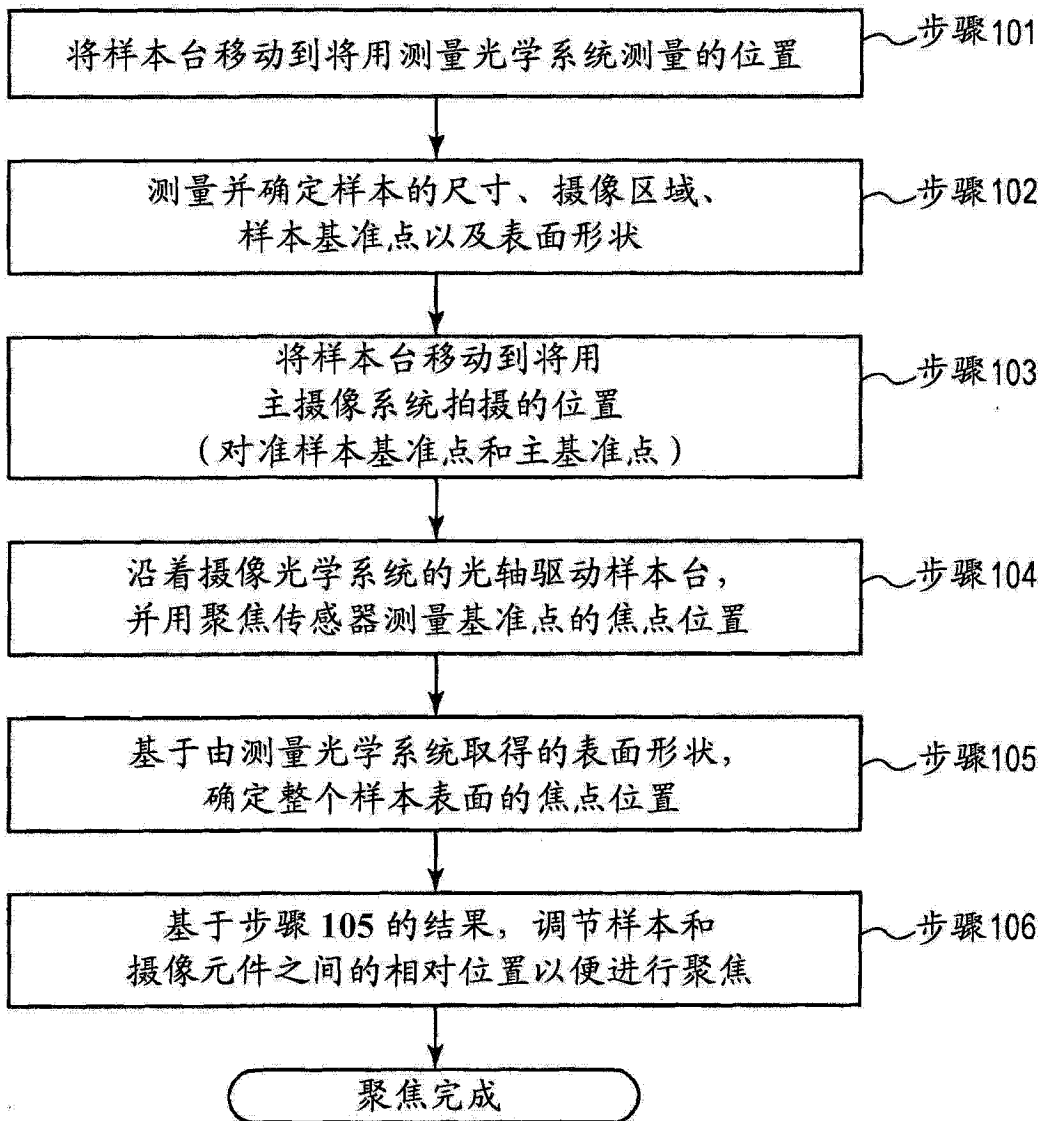 将样本台移动到将用测量光学系统测量的位置
步骤101
测量并确定样本的尺寸、摄像区域、
样本基准点以及表面形状
步骤102
将样本台移动到将用
主摄像系统拍摄的位置
（对准样本基准点和主基准点）
步骤103
沿着摄像光学系统的光轴驱动样本台，
并用聚焦传感器测量基准点的焦点位置
步骤104
基于由测量光学系统取得的表面形状，
确定整个样本表面的焦点位置
步骤105
基于步骤105的结果，调节样本和
摄像元件之间的相对位置以便进行聚焦
步骤106
聚焦完成